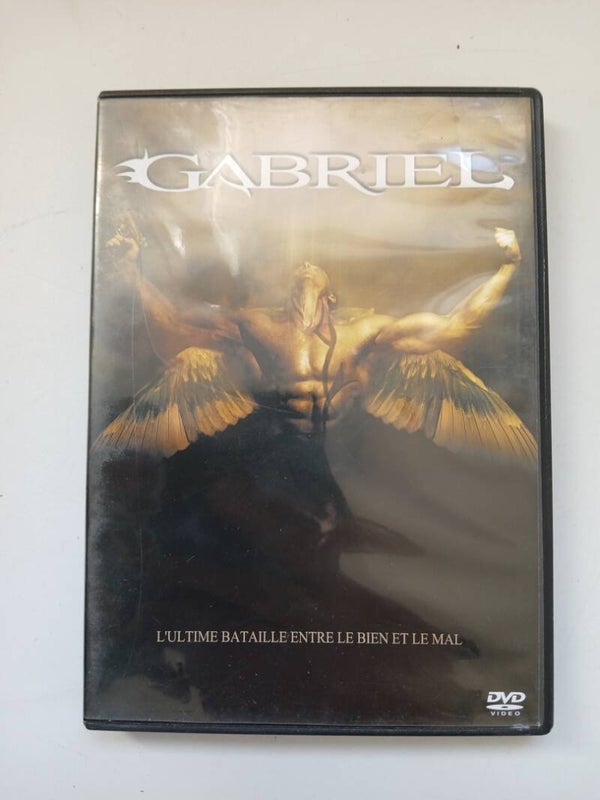 GABRIEL
L'ULTIME BATAILLE ENTRE LE BIEN ET LE MAL
DVD
VIDEO